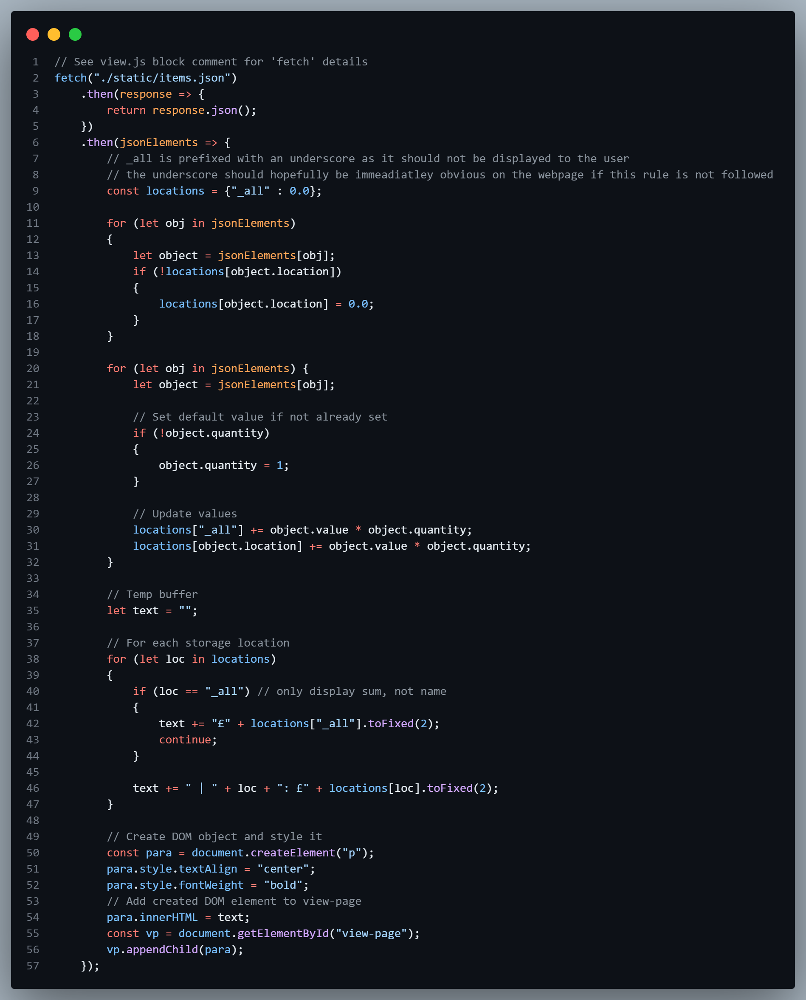 1 // See view.js block comment for 'fetch' details
2 fetch("./static/items.json")
3     .then(response => {
4         return response.json();
5     })
6     .then(jsonElements => {
7         // _all is prefixed with an underscore as it should not be displayed to the user
8         // the underscore should hopefully be immeadiatley obvious on the webpage if this rule is not followed
9         const locations = {"_all" : 0.0};
10
11         for (let obj in jsonElements)
12         {
13             let object = jsonElements[obj];
14             if (!locations[object.location])
15             {
16                 locations[object.location] = 0.0;
17             }
18         }
19
20         for (let obj in jsonElements) {
21             let object = jsonElements[obj];
22
23             // Set default value if not already set
24             if (!object.quantity)
25             {
26                 object.quantity = 1;
27             }
28
29             // Update values
30             locations["_all"] += object.value * object.quantity;
31             locations[object.location] += object.value * object.quantity;
32         }
33
34         // Temp buffer
35         let text = "";
36
37         // For each storage location
38         for (let loc in locations)
39         {
40             if (loc == "_all") // only display sum, not name
41             {
42                 text += "£" + locations["_all"].toFixed(2);
43                 continue;
44             }
45
46             text += " | " + loc + ": £" + locations[loc].toFixed(2);
47         }
48
49         // Create DOM object and style it
50         const para = document.createElement("p");
51         para.style.textAlign = "center";
52         para.style.fontWeight = "bold";
53         // Add created DOM element to view-page
54         para.innerHTML = text;
55         const vp = document.getElementById("view-page");
56         vp.appendChild(para);
57     });